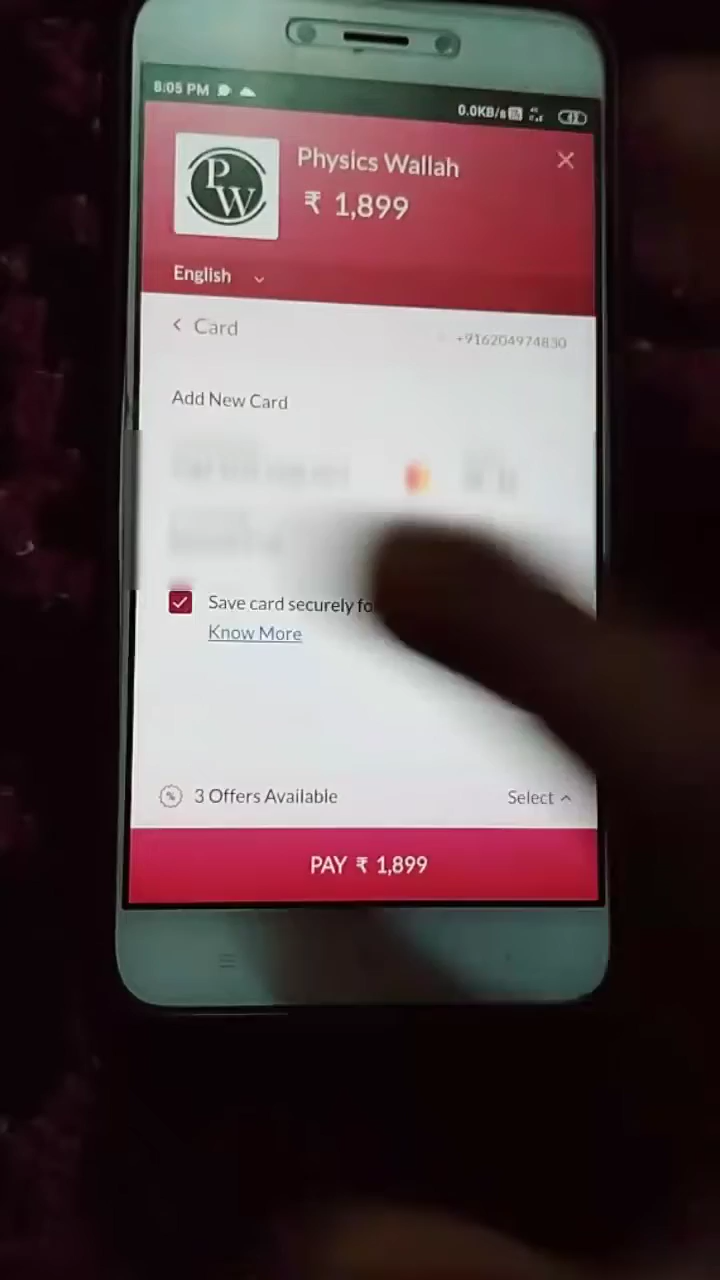 8:05 PM
0.0KB/s
PW
Physics Wallah
₹ 1,899
English
Card
+916204974830
Add New Card
Save card securely fo
Know More
3 Offers Available
Select
PAY ₹ 1,899